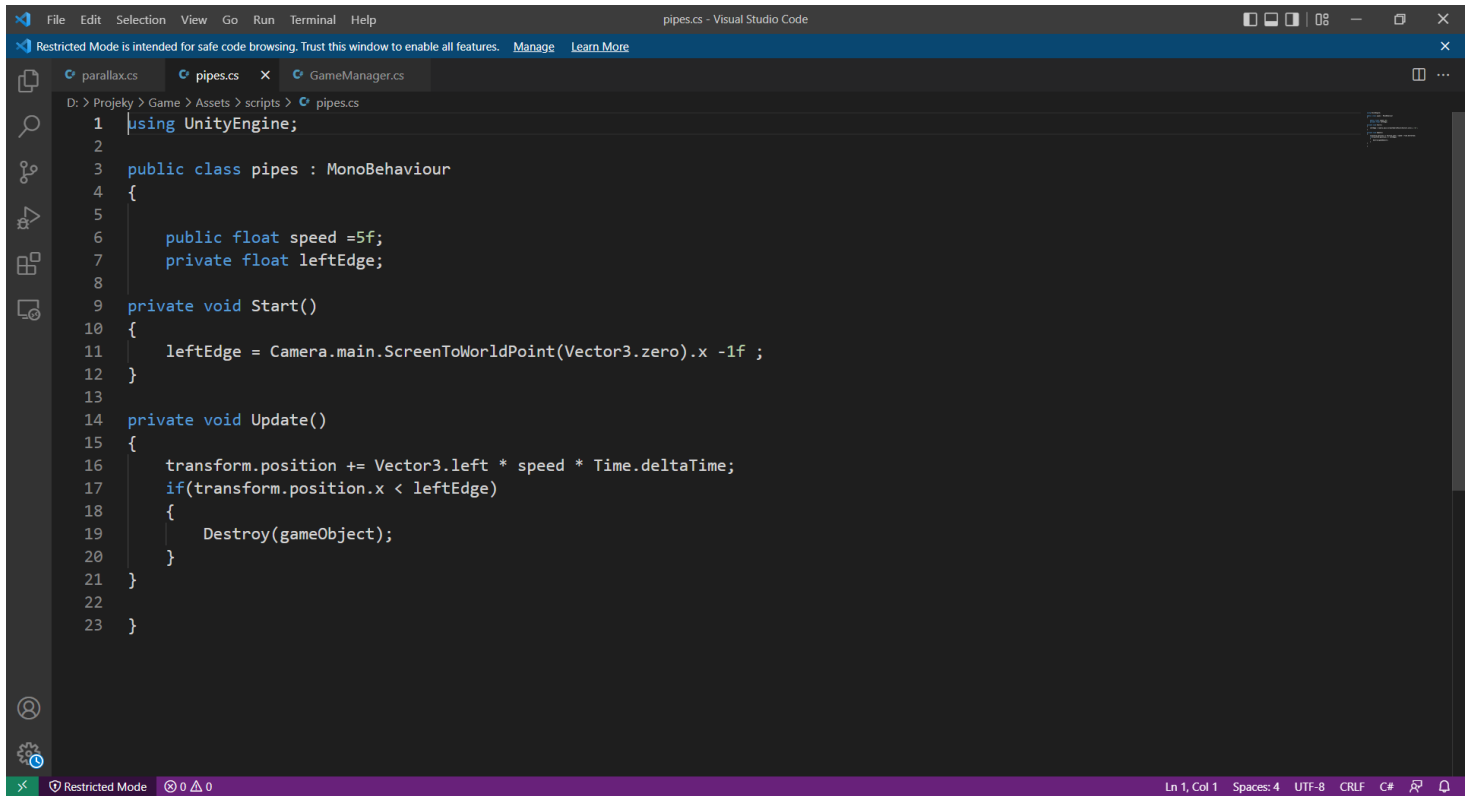 File Edit Selection View Go Run Terminal Help pipes.cs - Visual Studio Code
Restricted Mode is intended for safe code browsing. Trust this window to enable all features. Manage Learn More
parallax.cs pipes.cs GameManager.cs
D: > Projeky > Game > Assets > scripts > pipes.cs
1 using UnityEngine;
2
3 public class pipes : MonoBehaviour
4 {
5
6     public float speed =5f;
7     private float leftEdge;
8
9 private void Start()
10 {
11     leftEdge = Camera.main.ScreenToWorldPoint(Vector3.zero).x -1f ;
12 }
13
14 private void Update()
15 {
16     transform.position += Vector3.left * speed * Time.deltaTime;
17     if(transform.position.x < leftEdge)
18     {
19         Destroy(gameObject);
20     }
21 }
22
23 }
Restricted Mode 0 0 Ln 1, Col 1 Spaces: 4 UTF-8 CRLF C#